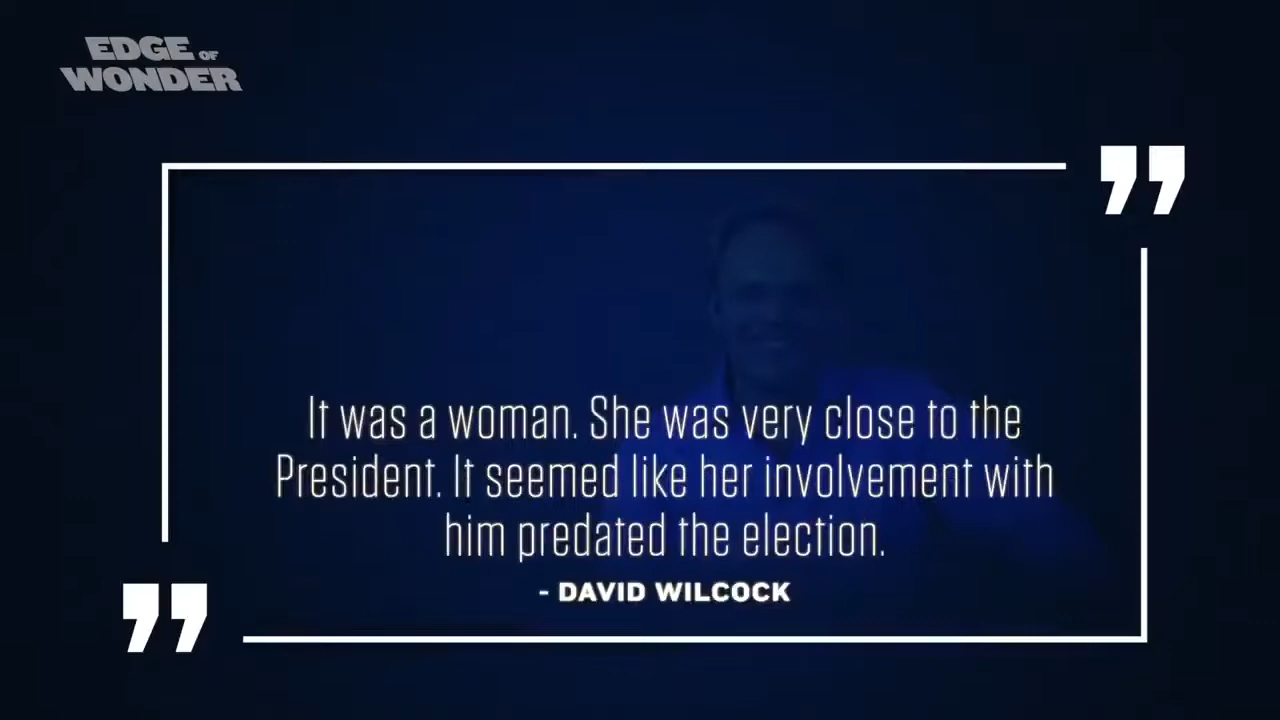 EDGE OF
WONDER
It was a woman. She was very close to the
President. It seemed like her involvement with
him predated the election.
- DAVID WILCOCK